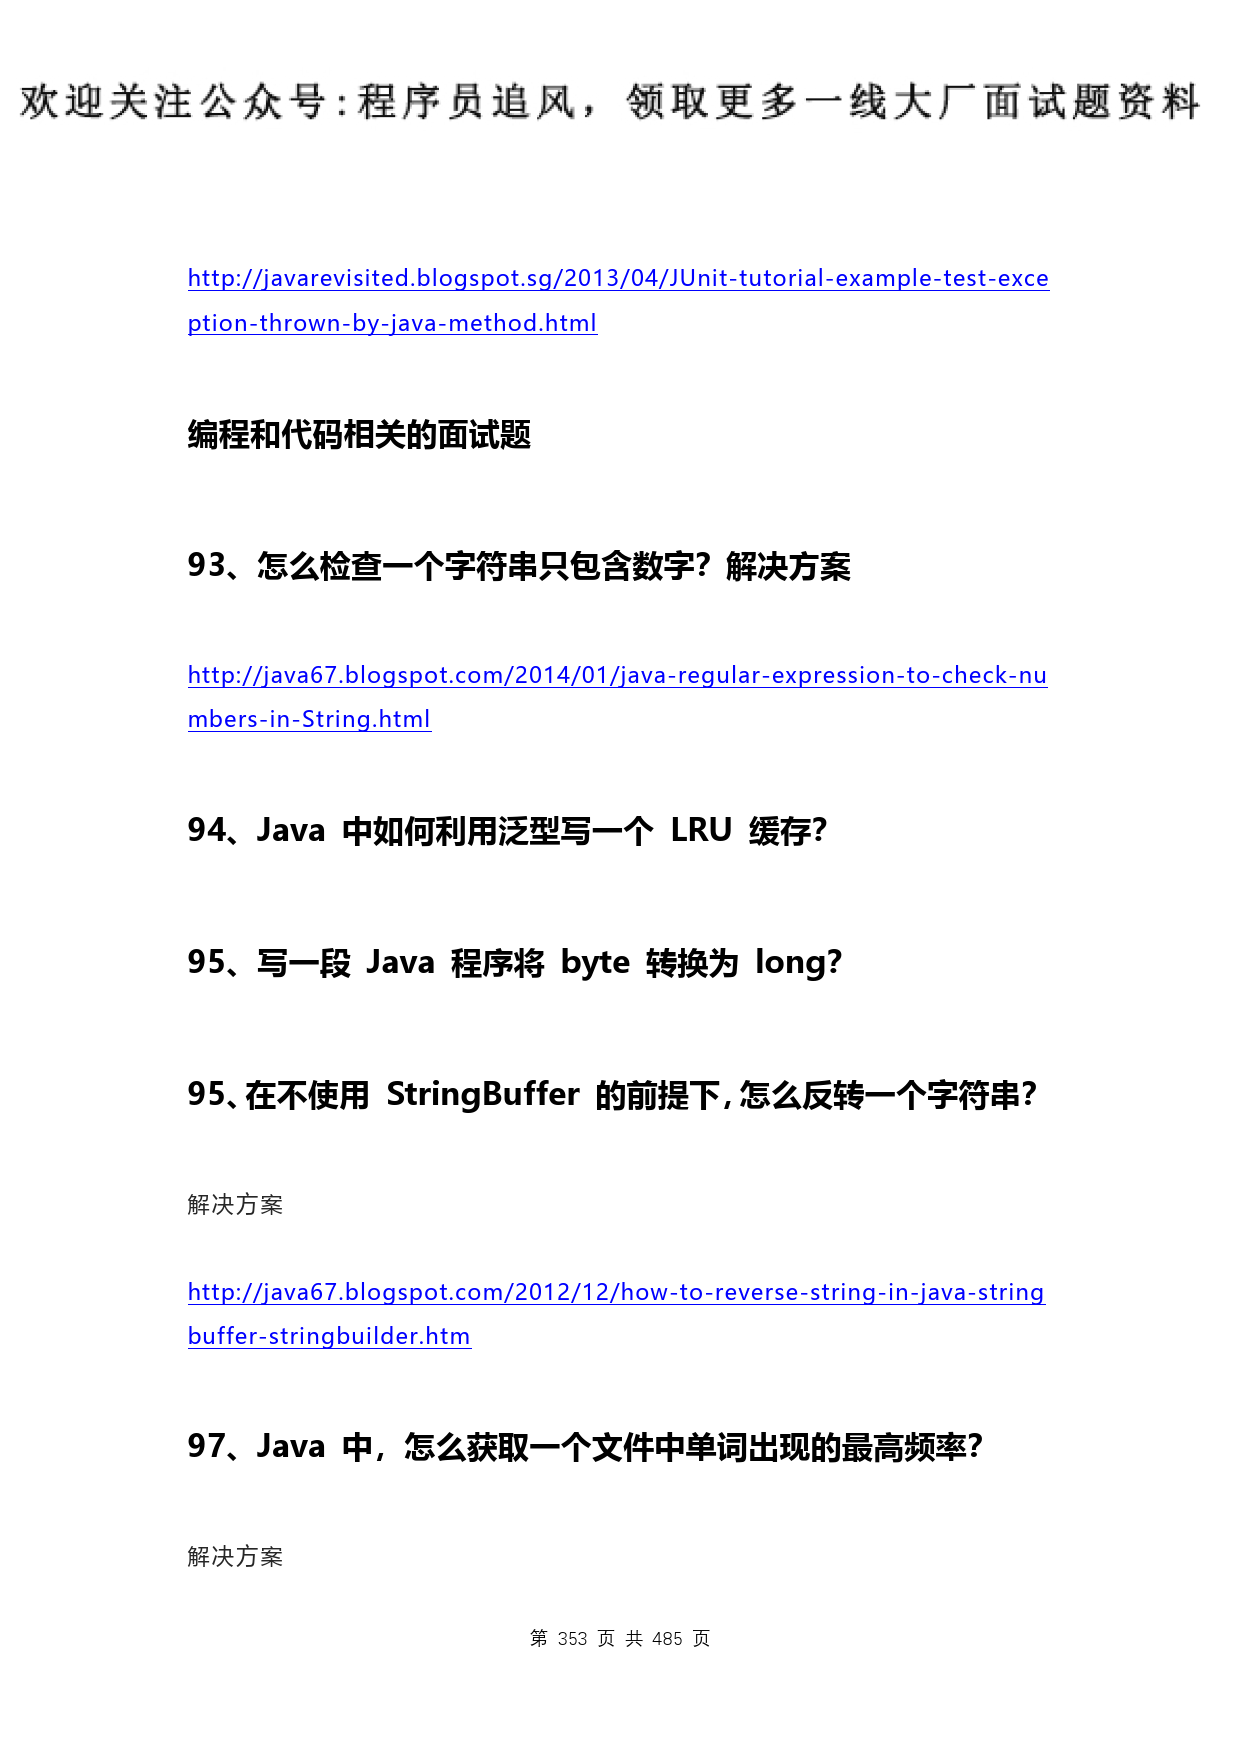 欢迎关注公众号:程序员追风，领取更多一线大厂面试题资料
http://javarevisited.blogspot.sg/2013/04/JUnit-tutorial-example-test-exce
ption-thrown-by-java-method.html
编程和代码相关的面试题
93、怎么检查一个字符串只包含数字？解决方案
http://java67.blogspot.com/2014/01/java-regular-expression-to-check-nu
mbers-in-String.html
94、Java 中如何利用泛型写一个 LRU 缓存？
95、写一段 Java 程序将 byte 转换为 long？
95、在不使用 StringBuffer 的前提下，怎么反转一个字符串？
解决方案
http://java67.blogspot.com/2012/12/how-to-reverse-string-in-java-string
buffer-stringbuilder.htm
97、Java 中，怎么获取一个文件中单词出现的最高频率？
解决方案
第 353 页 共 485 页